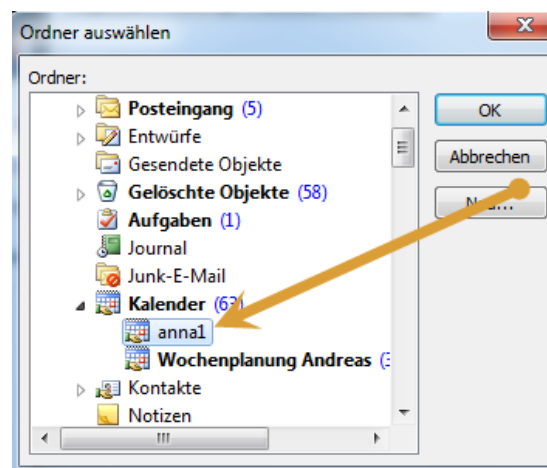 Ordner auswählen
Ordner:
Posteingang (5)
Entwürfe
Gesendete Objekte
Gelöschte Objekte (58)
Aufgaben (1)
Journal
Junk-E-Mail
Kalender (63)
anna1
Wochenplanung Andreas
Kontakte
Notizen
OK
Abbrechen